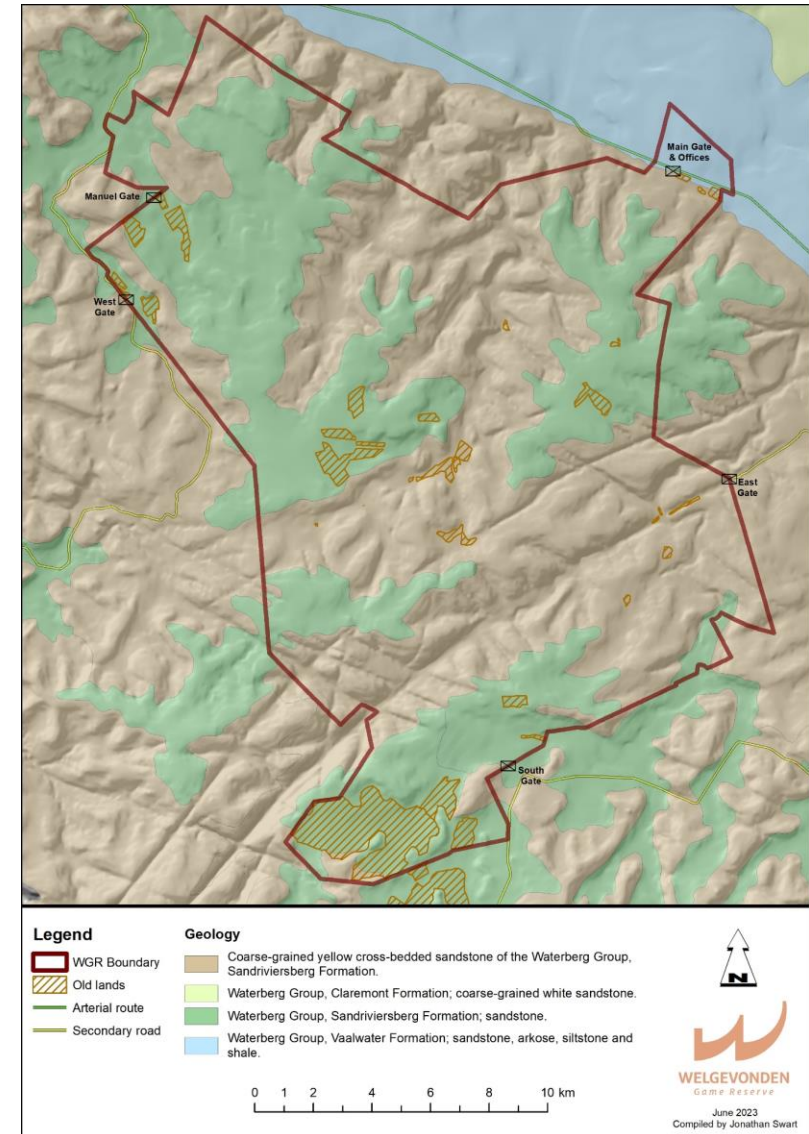 Main Gate
& Offices
Manuel Gate
West
Gate
East
Gate
South
Gate
Legend
WGR Boundary
Old lands
Arterial route
Secondary road
Geology
Coarse-grained yellow cross-bedded sandstone of the Waterberg Group,
Sandriviersberg Formation.
Waterberg Group, Claremont Formation; coarse-grained white sandstone.
Waterberg Group, Sandriviersberg Formation; sandstone.
Waterberg Group, Vaalwater Formation; sandstone, arkose, siltstone and
shale.
0 1 2 4 6 8 10 km
N
WELGEVONDEN
Game Reserve
June 2023
Compiled by Jonathan Swart